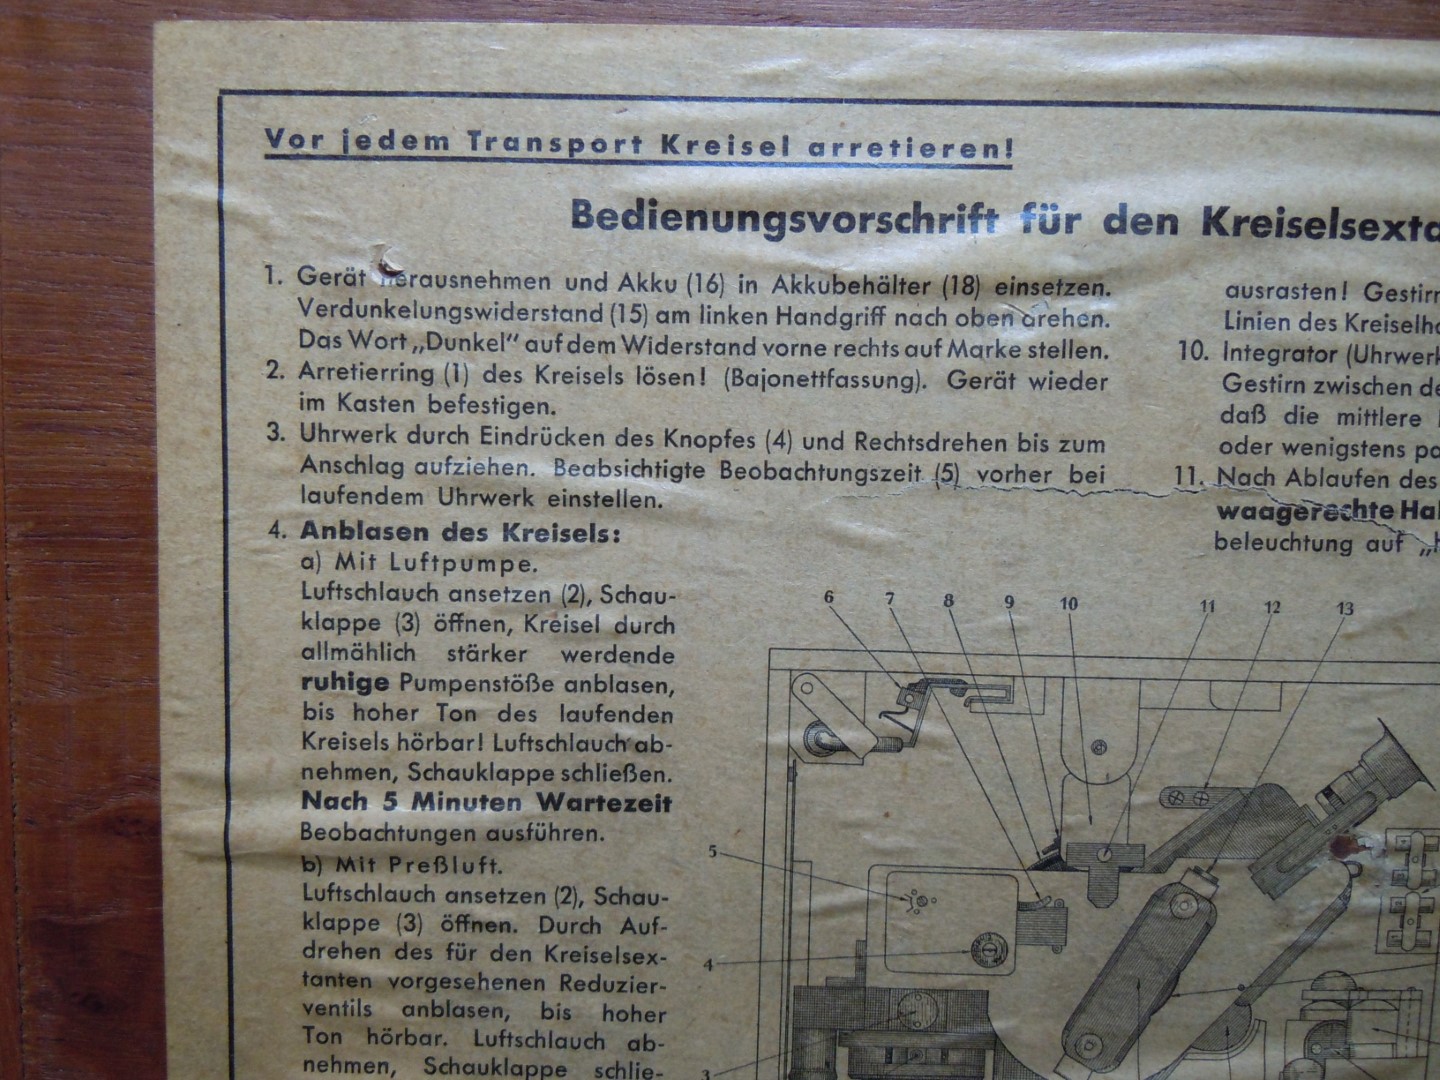 Vor jedem Transport Kreisel arretieren!
Bedienungsvorschrift für den Kreiselsexta
1. Gerät herausnehmen und Akku (16) in Akkubehälter (18) einsetzen.
Verdunkelungswiderstand (15) am linken Handgriff nach oben drehen.
Das Wort „Dunkel“ auf dem Widerstand vorne rechts auf Marke stellen.
2. Arretierring (1) des Kreisels lösen! (Bajonettfassung). Gerät wieder
im Kasten befestigen.
3. Uhrwerk durch Eindrücken des Knopfes (4) und Rechtsdrehen bis zum
Anschlag aufziehen. Beabsichtigte Beobachtungszeit (5) vorher bei
laufendem Uhrwerk einstellen.
4. Anblasen des Kreisels:
a) Mit Luftpumpe.
Luftschlauch ansetzen (2), Schau-
klappe (3) öffnen, Kreisel durch
allmählich stärker werdende
ruhige Pumpenstöße anblasen,
bis hoher Ton des laufenden
Kreisels hörbar! Luftschlauch ab-
nehmen, Schauklappe schließen.
Nach 5 Minuten Wartezeit
Beobachtungen ausführen.
b) Mit Preßluft.
Luftschlauch ansetzen (2), Schau-
klappe (3) öffnen. Durch Auf-
drehen des für den Kreiselsex-
tanten vorgesehenen Reduzier-
ventils anblasen, bis hoher
Ton hörbar. Luftschlauch ab-
nehmen, Schauklappe schlie-
ausrasten! Gestirn
Linien des Kreiselho
10. Integrator (Uhrwerk
Gestirn zwischen de
daß die mittlere
oder wenigstens pa
11. Nach Ablaufen des
waagerechte Hal
beleuchtung auf „H
6 7 8 9 10 11 12 13
5
4
3